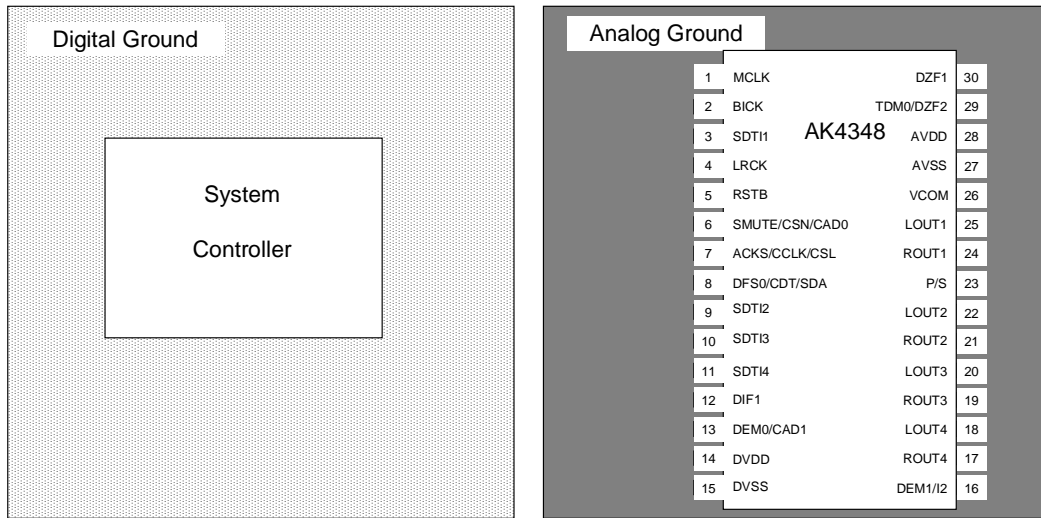 Digital Ground
System
Controller
Analog Ground
AK4348
1 MCLK DZF1 30
2 BICK TDM0/DZF2 29
3 SDTI1 AVDD 28
4 LRCK AVSS 27
5 RSTB VCOM 26
6 SMUTE/CSN/CAD0 LOUT1 25
7 ACKS/CCLK/CSL ROUT1 24
8 DFS0/CDT/SDA P/S 23
9 SDTI2 LOUT2 22
10 SDTI3 ROUT2 21
11 SDTI4 LOUT3 20
12 DIF1 ROUT3 19
13 DEM0/CAD1 LOUT4 18
14 DVDD ROUT4 17
15 DVSS DEM1/I2 16